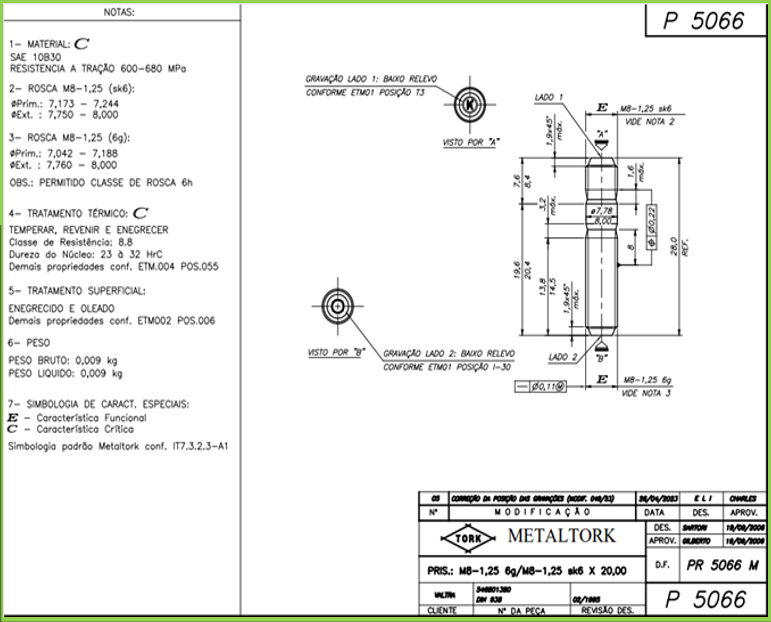 NOTAS:
1- MATERIAL: C
SAE 10B30
RESISTENCIA A TRAÇÃO 600-680 MPa
2- ROSCA M8-1,25 (sk6):
øPrim.: 7,173 - 7,244
øExt. : 7,750 - 8,000
3- ROSCA M8-1,25 (6g):
øPrim.: 7,042 - 7,188
øExt. : 7,760 - 8,000
OBS.: PERMITIDO CLASSE DE ROSCA 6h
4- TRATAMENTO TÉRMICO: C
TEMPERAR, REVENIR E ENEGRECER
Classe de Resistência: 8.8
Dureza do Núcleo: 23 à 32 HrC
Demais propriedades conf. ETM.004 POS.055
5- TRATAMENTO SUPERFICIAL:
ENEGRECIDO E OLEADO
Demais propriedades conf. ETM002 POS.006
6- PESO
PESO BRUTO: 0,009 kg
PESO LIQUIDO: 0,009 kg
7- SIMBOLOGIA DE CARACT. ESPECIAIS:
E - Característica Funcional
C - Característica Crítica
Simbologia padrão Metaltork conf. IT7.3.2.3-A1
P 5066
GRAVAÇÃO LADO 1: BAIXO RELEVO
CONFORME ETM01 POSIÇÃO T3
K
VISTO POR "A"
LADO 1
E M8-1,25 sk6
VIDE NOTA 2
"A"
1,9x45°
máx.
7,6
8,4
1,6
máx.
3,2
máx.
ø7,78
8,00
ø0,22
8
28,0
REF.
19,6
20,4
13,8
14,5
1,9x45°
máx.
VISTO POR "B"
GRAVAÇÃO LADO 2: BAIXO RELEVO
CONFORME ETM01 POSIÇÃO I-30
LADO 2
"B"
ø0,11 M
E M8-1,25 6g
VIDE NOTA 3
03 CORREÇÃO DA POSIÇÃO DAS GRAVAÇÕES (MODIF. 046/23) 26/04/2023 E L I CHARLES
N° M O D I F I C A Ç Ã O DATA DES. APROV.
TORK METALTORK
DES. SARTORI 19/09/2006
APROV. GILBERTO 19/09/2006
PRIS.: M8-1,25 6g/M8-1,25 sk6 X 20,00
D.F. PR 5066 M
VALTRA
DIN 938 02/1995
CLIENTE N° DA PEÇA REVISÃO DES.
P 5066